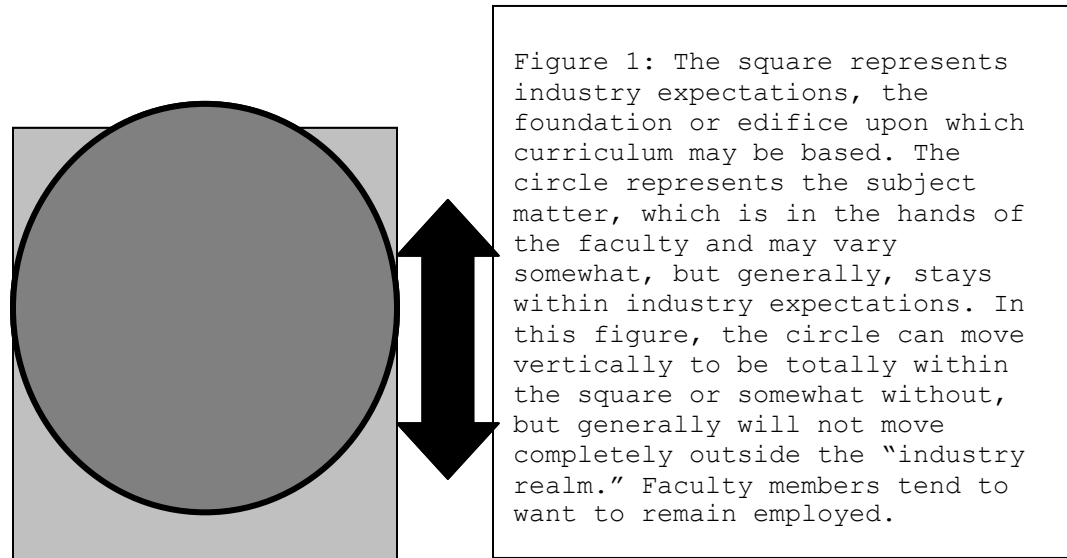 Figure 1: The square represents
industry expectations, the
foundation or edifice upon which
curriculum may be based. The
circle represents the subject
matter, which is in the hands of
the faculty and may vary
somewhat, but generally, stays
within industry expectations. In
this figure, the circle can move
vertically to be totally within
the square or somewhat without,
but generally will not move
completely outside the “industry
realm.” Faculty members tend to
want to remain employed.